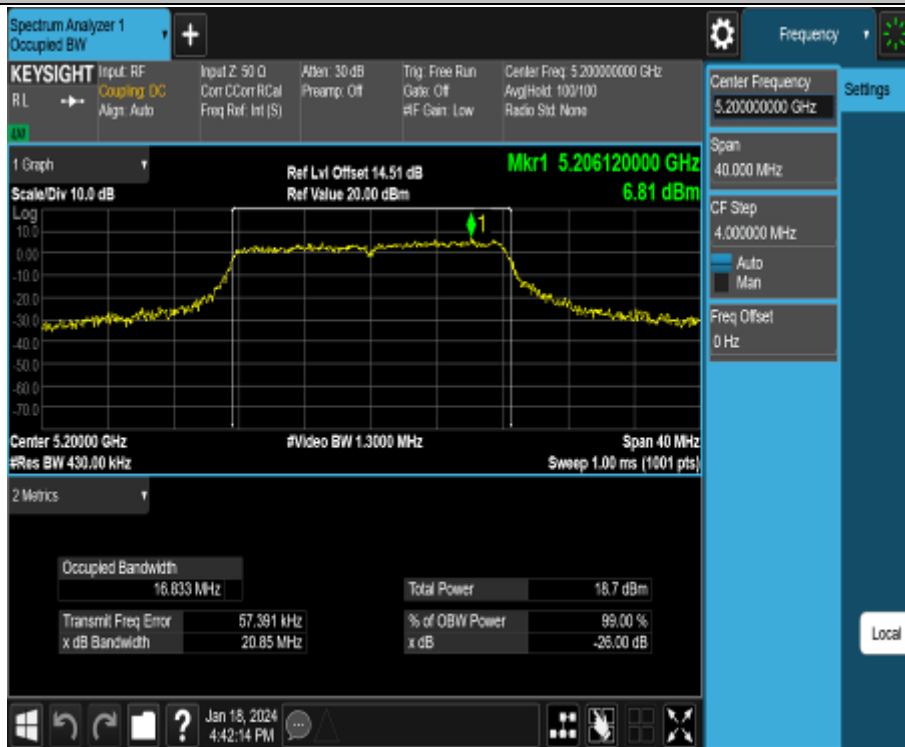 Spectrum Analyzer 1
Occupied BW
+
Frequency
KEYSIGHT
RL
LXI
Input: RF
Coupling: DC
Align: Auto
Input Z: 50 Ω
Corr CCorr RCal
Freq Ref: Int (S)
Atten: 30 dB
Preamp: Off
Trig: Free Run
Gate: Off
#IF Gain: Low
Center Freq: 5.200000000 GHz
Avg|Hold: 100/100
Radio Std: None
Center Frequency
5.200000000 GHz
Settings
Span
40.000 MHz
CF Step
4.000000 MHz
Auto
Man
Freq Offset
0 Hz
1 Graph
Scale/Div 10.0 dB
Ref Lvl Offset 14.51 dB
Ref Value 20.00 dBm
Mkr1 5.206120000 GHz
6.81 dBm
Log
10.0
0.00
-10.0
-20.0
-30.0
-40.0
-50.0
-60.0
-70.0
1
Center 5.20000 GHz
#Res BW 430.00 kHz
#Video BW 1.3000 MHz
Span 40 MHz
Sweep 1.00 ms (1001 pts)
2 Metrics
Occupied Bandwidth
16.833 MHz
Total Power 18.7 dBm
Transmit Freq Error 57.391 kHz
% of OBW Power 99.00 %
x dB Bandwidth 20.85 MHz
x dB -26.00 dB
Local
?
Jan 18, 2024
4:42:14 PM